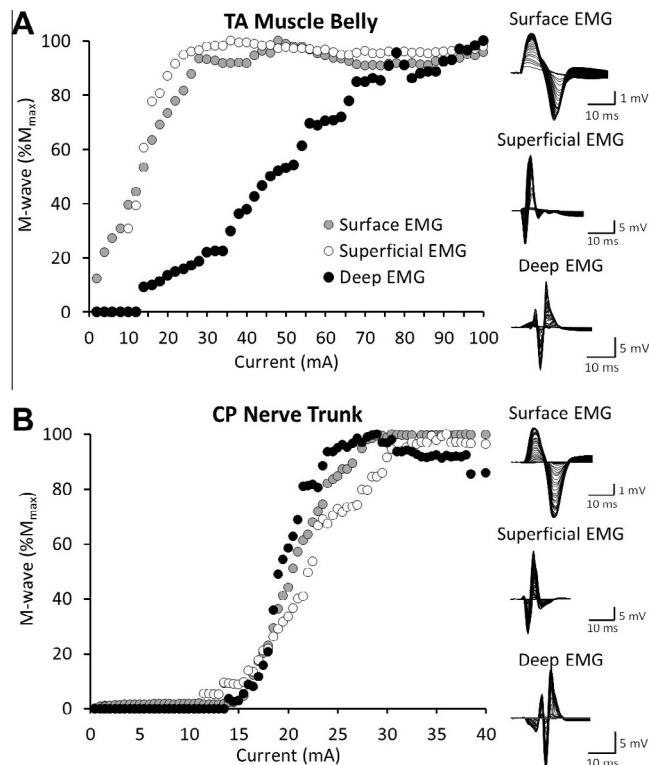 A
TA Muscle Belly
M-wave (%Mmax)
100
80
60
40
20
0
Surface EMG
Superficial EMG
Deep EMG
0 10 20 30 40 50 60 70 80 90 100
Current (mA)
Surface EMG
1 mV
10 ms
Superficial EMG
5 mV
10 ms
Deep EMG
5 mV
10 ms
B
CP Nerve Trunk
M-wave (%Mmax)
100
80
60
40
20
0
0 5 10 15 20 25 30 35 40
Current (mA)
Surface EMG
1 mV
10 ms
Superficial EMG
5 mV
10 ms
Deep EMG
5 mV
10 ms